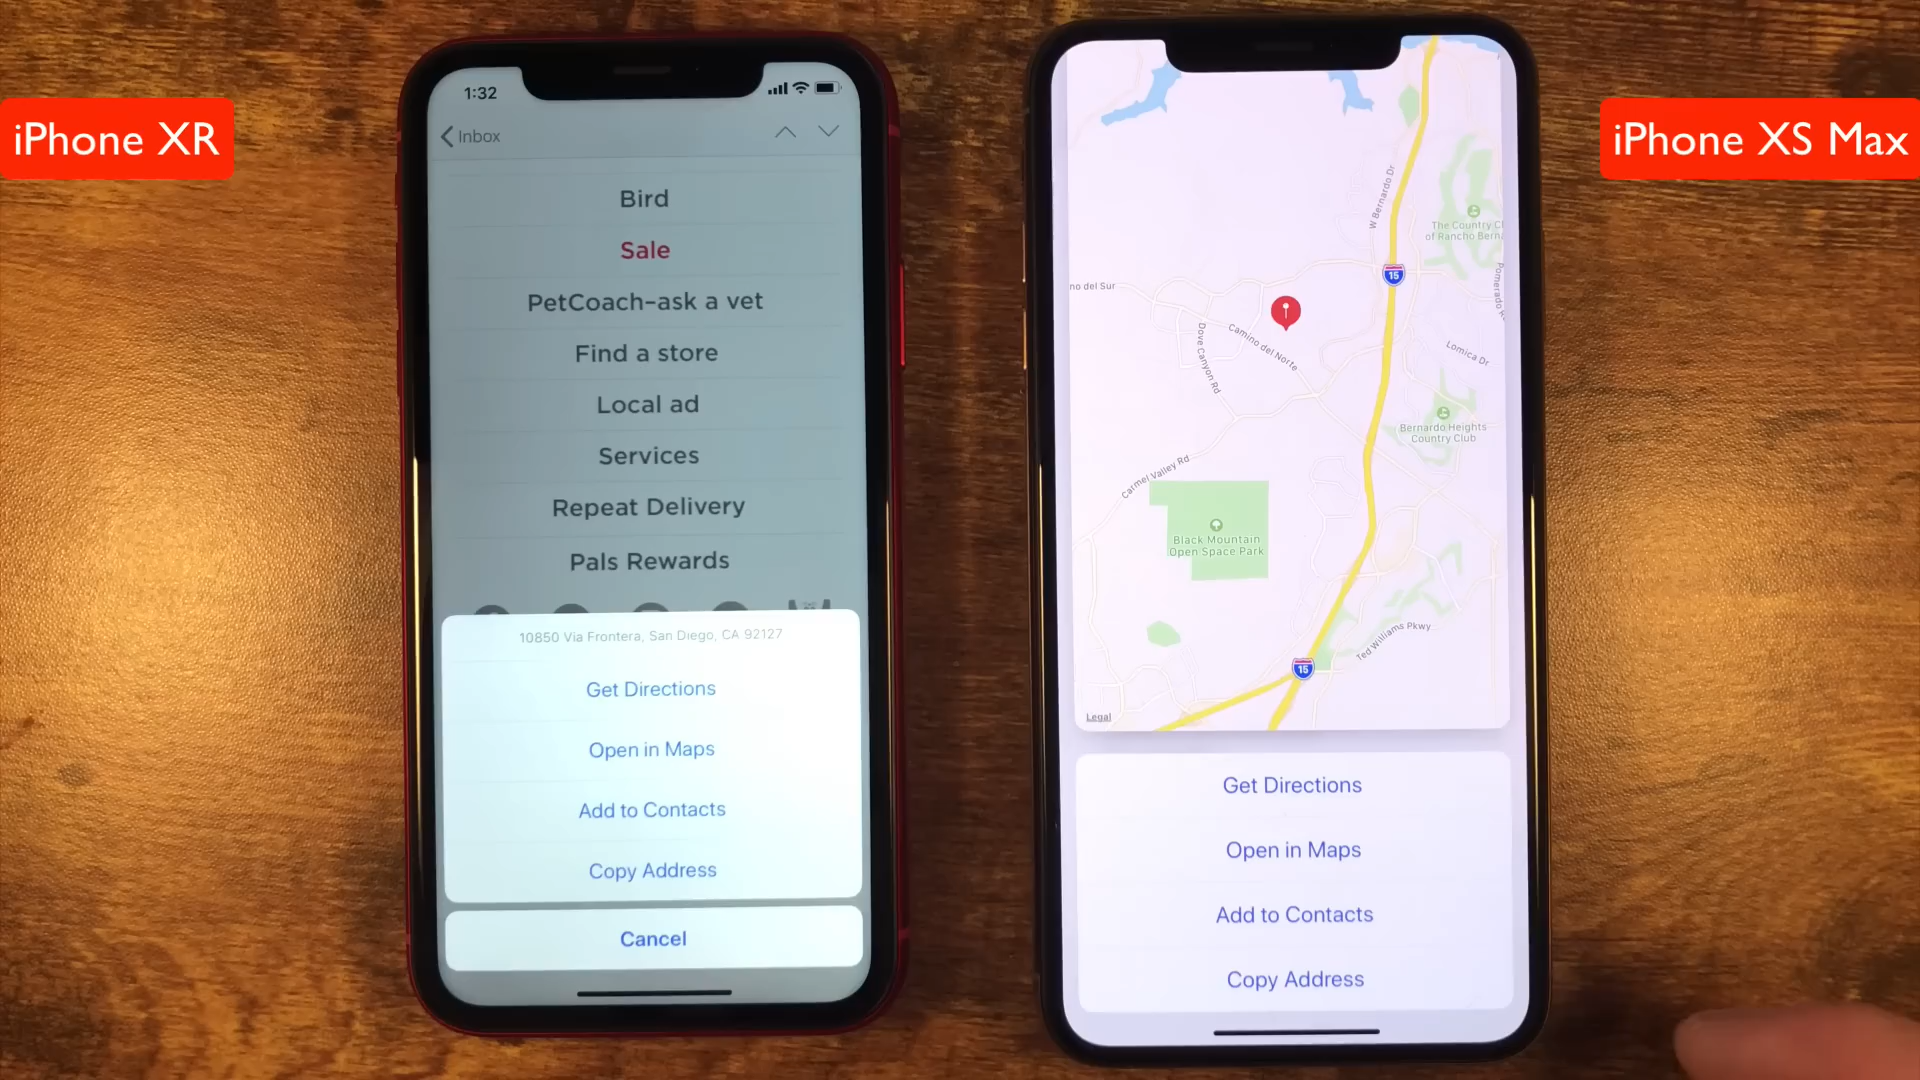 iPhone XR
1:32
Inbox
Bird
Sale
PetCoach-ask a vet
Find a store
Local ad
Services
Repeat Delivery
Pals Rewards
10850 Via Frontera, San Diego, CA 92127
Get Directions
Open in Maps
Add to Contacts
Copy Address
Cancel
iPhone XS Max
W Bernardo Dr
The Country Cl
of Rancho Berna
15
no del Sur
Pomerado R
Camino del Norte
Dove Canyon Rd
Lomica Dr
Bernardo Heights
Country Club
Carmel Valley Rd
Black Mountain
Open Space Park
Ted Williams Pkwy
15
Legal
Get Directions
Open in Maps
Add to Contacts
Copy Address